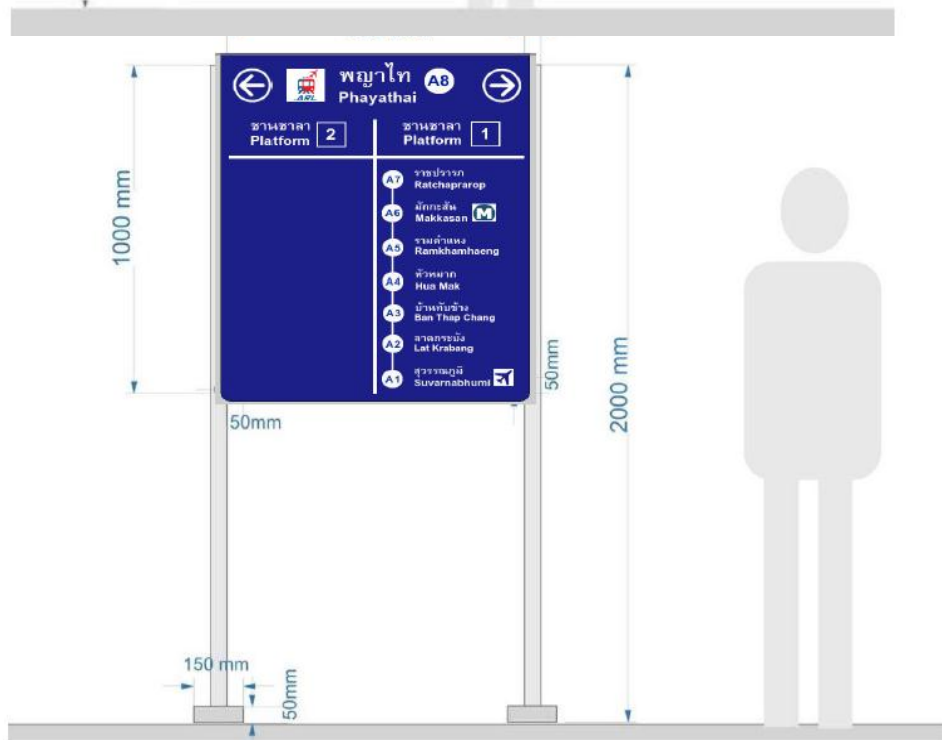 พญาไท A8
Phayathai
ARL
ชานชาลา
Platform 2
ชานชาลา
Platform 1
A7 ราชปรารภ
Ratchaprarop
A6 มักกะสัน
Makkasan M
A5 รามคำแหง
Ramkhamhaeng
A4 หัวหมาก
Hua Mak
A3 บ้านทับช้าง
Ban Thap Chang
A2 ลาดกระบัง
Lat Krabang
A1 สุวรรณภูมิ
Suvarnabhumi
1000 mm
50mm
50mm
2000 mm
150 mm
50mm